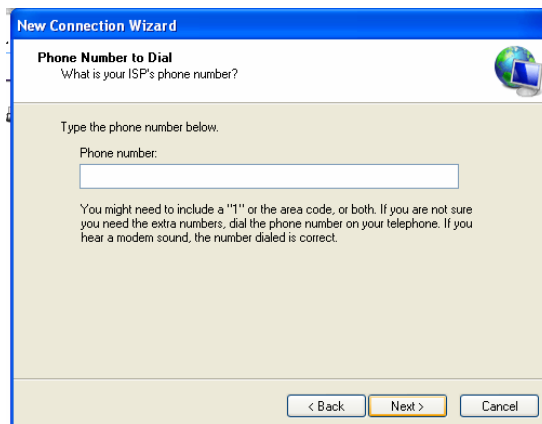 New Connection Wizard
Phone Number to Dial
What is your ISP's phone number?
Type the phone number below.
Phone number:
You might need to include a "1" or the area code, or both. If you are not sure
you need the extra numbers, dial the phone number on your telephone. If you
hear a modem sound, the number dialed is correct.
< Back
Next >
Cancel